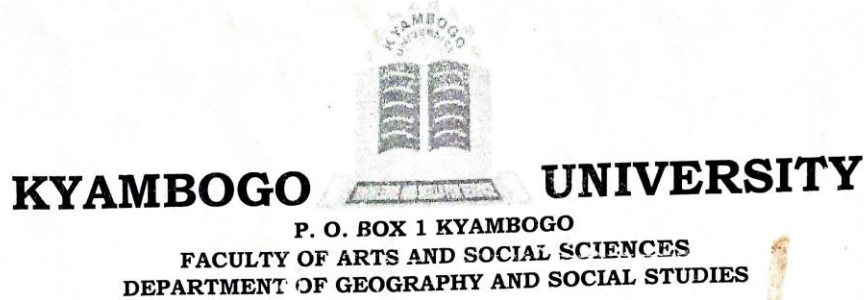 KYAMBOGO
UNIVERSITY
KYAMBOGO UNIVERSITY
P. O. BOX 1 KYAMBOGO
FACULTY OF ARTS AND SOCIAL SCIENCES
DEPARTMENT OF GEOGRAPHY AND SOCIAL STUDIES